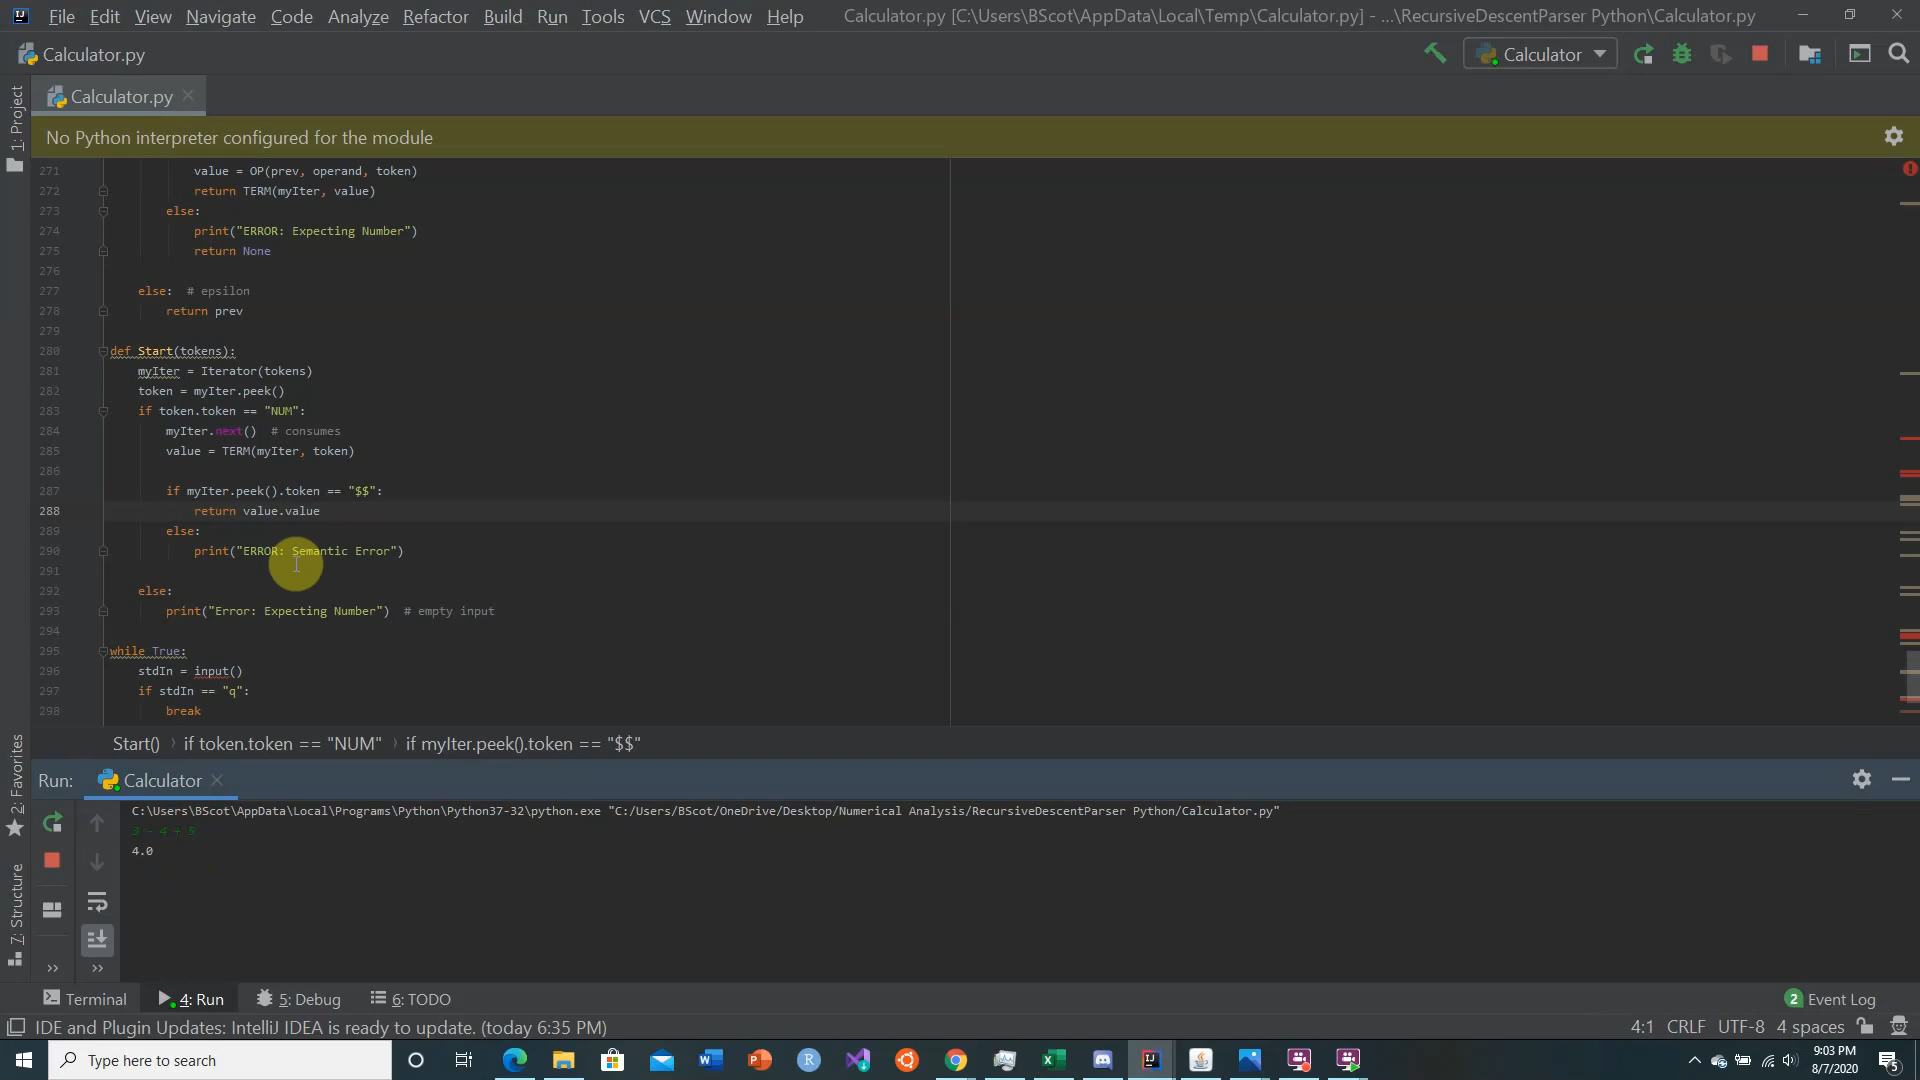 File Edit View Navigate Code Analyze Refactor Build Run Tools VCS Window Help Calculator.py [C:\Users\BScot\AppData\Local\Temp\Calculator.py] - ...\RecursiveDescentParser Python\Calculator.py
Calculator.py
Calculator
Calculator.py
1: Project
No Python interpreter configured for the module
271 value = OP(prev, operand, token)
272 return TERM(myIter, value)
273 else:
274 print("ERROR: Expecting Number")
275 return None
276
277 else: # epsilon
278 return prev
279
280 def Start(tokens):
281 myIter = Iterator(tokens)
282 token = myIter.peek()
283 if token.token == "NUM":
284 myIter.next() # consumes
285 value = TERM(myIter, token)
286
287 if myIter.peek().token == "$$":
288 return value.value
289 else:
290 print("ERROR: Semantic Error")
291
292 else:
293 print("Error: Expecting Number") # empty input
294
295 while True:
296 stdIn = input()
297 if stdIn == "q":
298 break
Start() › if token.token == "NUM" › if myIter.peek().token == "$$"
2: Favorites
7: Structure
Run: Calculator
C:\Users\BScot\AppData\Local\Programs\Python\Python37-32\python.exe "C:/Users/BScot/OneDrive/Desktop/Numerical Analysis/RecursiveDescentParser Python/Calculator.py"
3 - 4 + 5
4.0
Terminal 4: Run 5: Debug 6: TODO 2 Event Log
IDE and Plugin Updates: IntelliJ IDEA is ready to update. (today 6:35 PM) 4:1 CRLF UTF-8 4 spaces
Type here to search
9:03 PM
8/7/2020
5